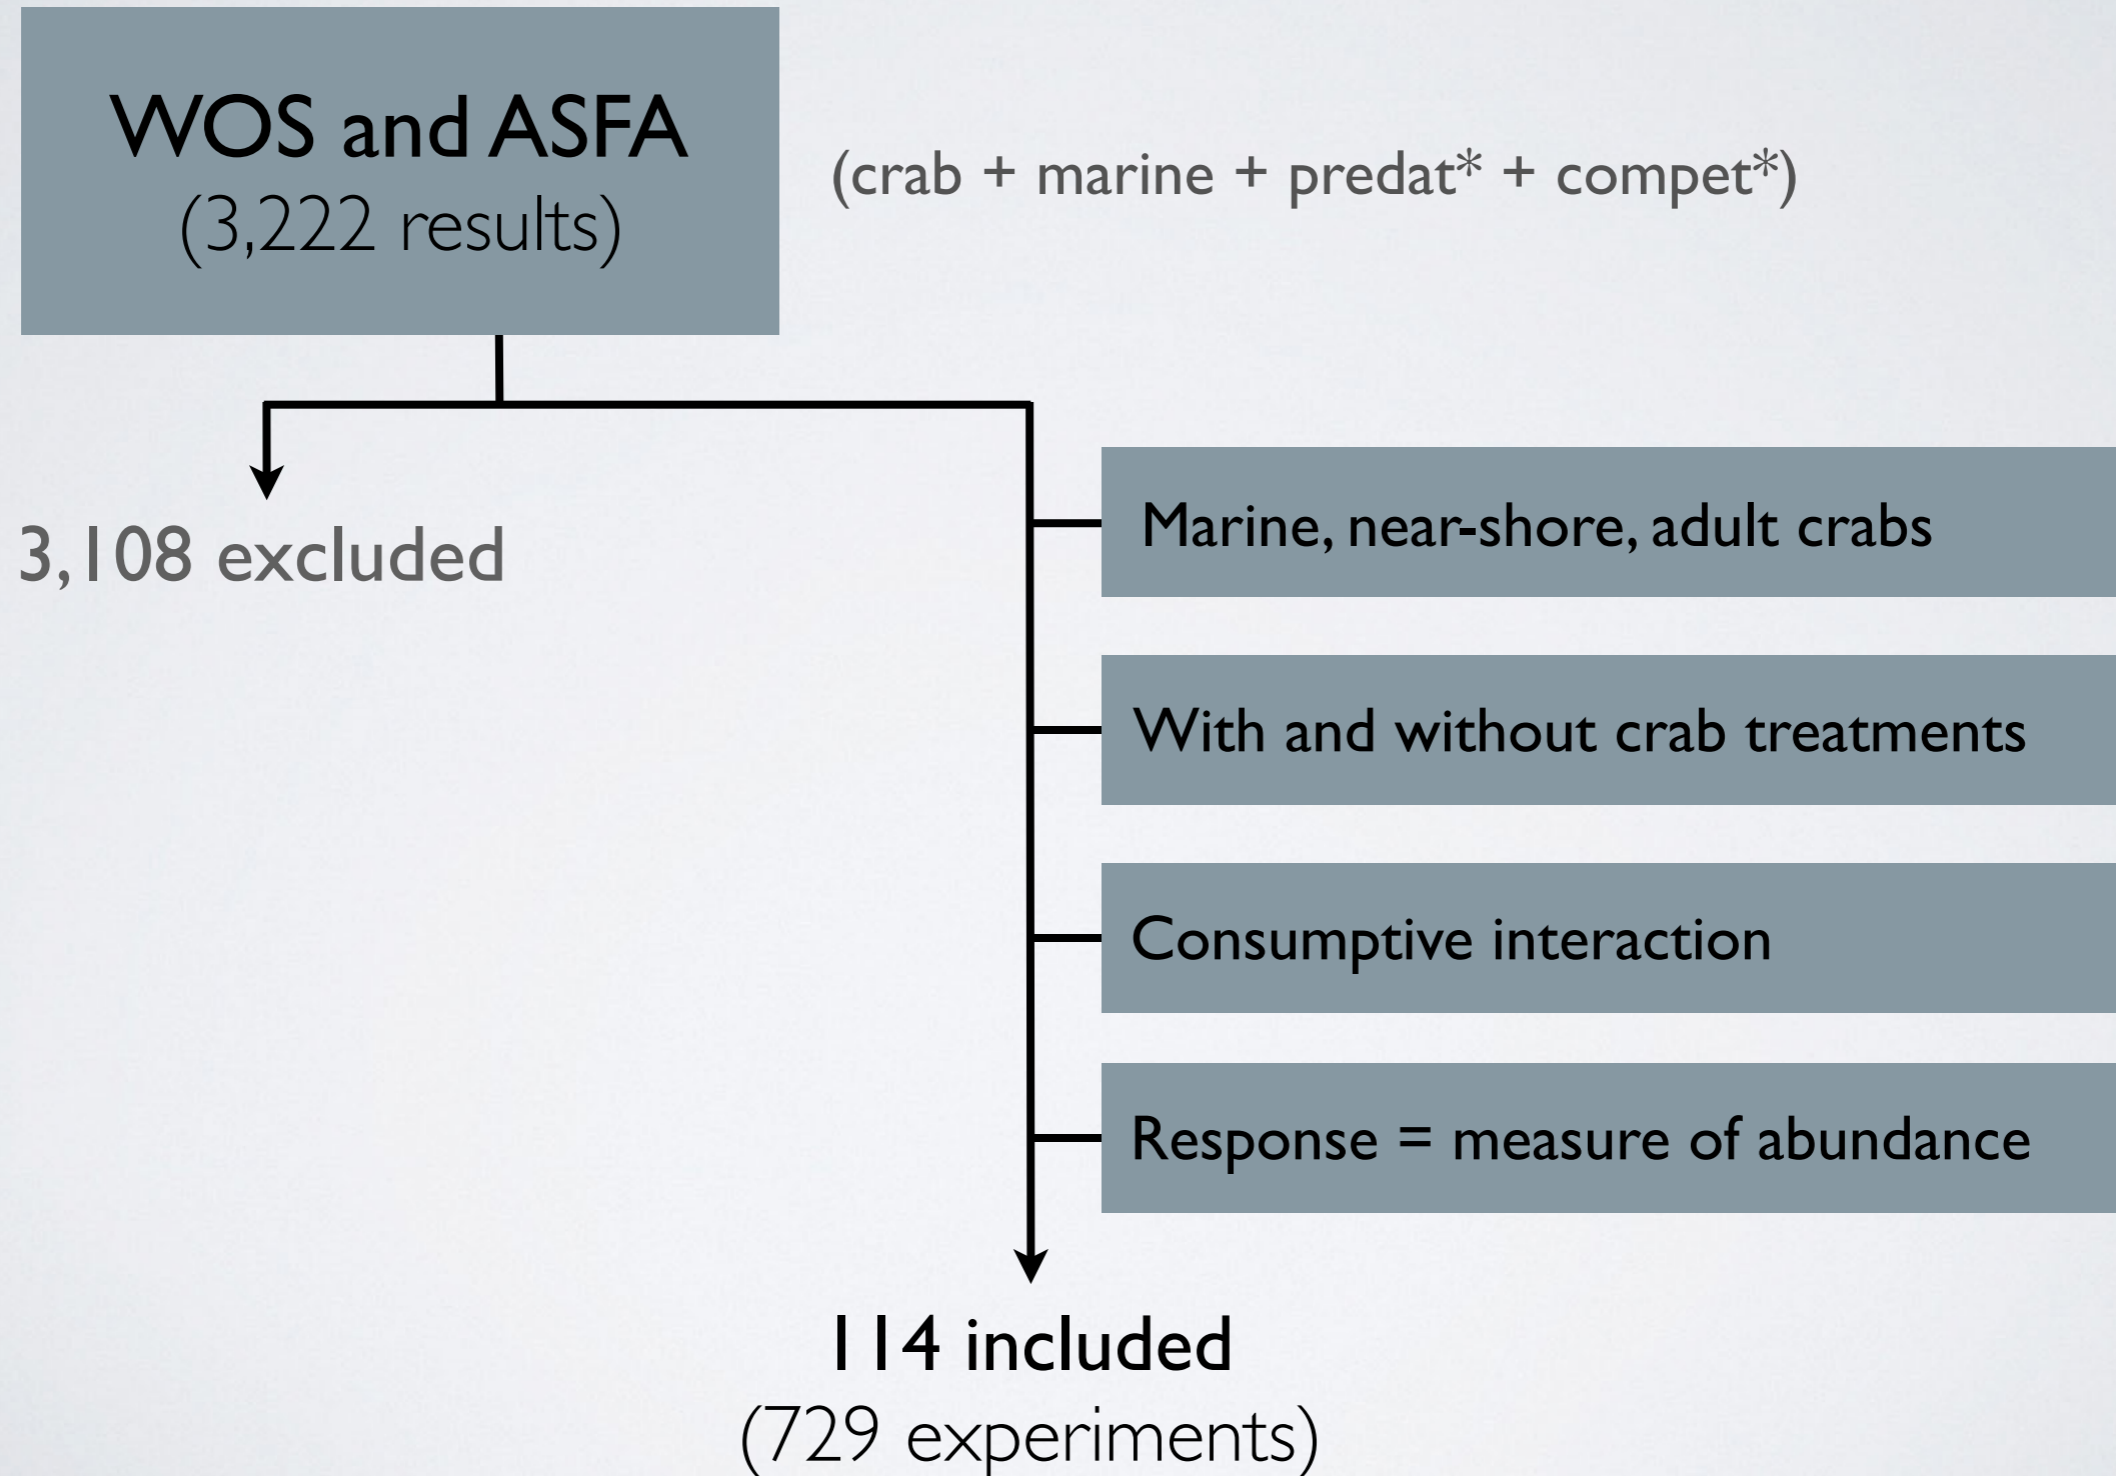 WOS and ASFA
(3,222 results)
(crab + marine + predat* + compet*)
3,108 excluded
Marine, near-shore, adult crabs
With and without crab treatments
Consumptive interaction
Response = measure of abundance
114 included
(729 experiments)